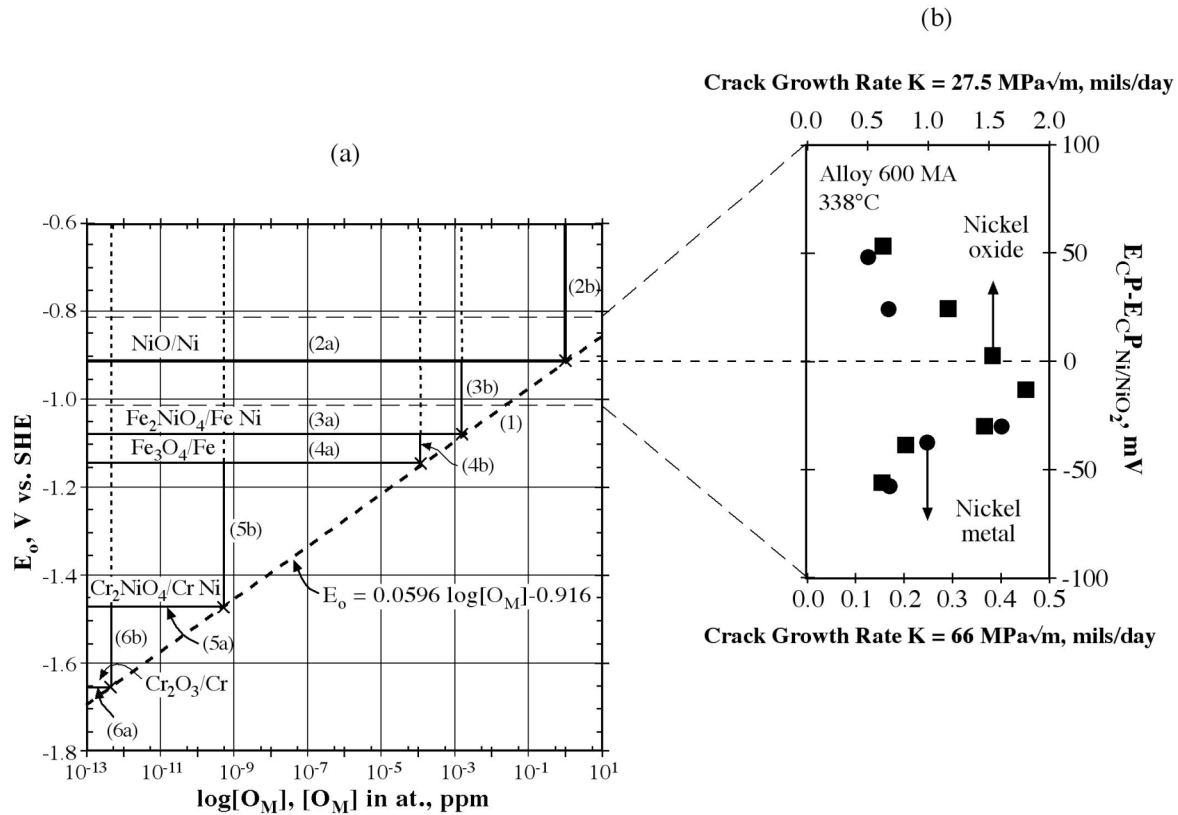 (a)
-0.6
-0.8
-1.0
-1.2
-1.4
-1.6
-1.8
E₀, V vs. SHE
NiO/Ni
(2a)
(2b)
Fe₂NiO₄/Fe Ni
(3a)
(3b)
(1)
Fe₃O₄/Fe
(4a)
(4b)
(5b)
Cr₂NiO₄/Cr Ni
(5a)
E₀ = 0.0596 log[O_M]-0.916
(6b)
Cr₂O₃/Cr
(6a)
10⁻¹³ 10⁻¹¹ 10⁻⁹ 10⁻⁷ 10⁻⁵ 10⁻³ 10⁻¹ 10¹
log[O_M], [O_M] in at., ppm
(b)
Crack Growth Rate K = 27.5 MPa√m, mils/day
0.0 0.5 1.0 1.5 2.0
Alloy 600 MA
338°C
Nickel
oxide
Nickel
metal
100
50
0
-50
-100
E_CP-E_CP_Ni/NiO₂, mV
0.0 0.1 0.2 0.3 0.4 0.5
Crack Growth Rate K = 66 MPa√m, mils/day